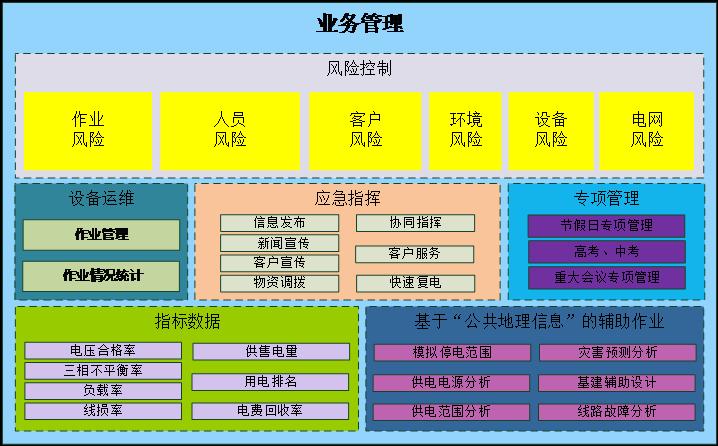 业务管理
风险控制
作业
风险
人员
风险
客户
风险
环境
风险
设备
风险
电网
风险
设备运维
作业管理
作业情况统计
应急指挥
信息发布
新闻宣传
客户宣传
物资调拨
协同指挥
客户服务
快速复电
专项管理
节假日专项管理
高考、中考
重大会议专项管理
指标数据
电压合格率
三相不平衡率
负载率
线损率
供售电量
用电排名
电费回收率
基于“公共地理信息”的辅助作业
模拟停电范围
供电电源分析
供电范围分析
灾害预测分析
基建辅助设计
线路故障分析